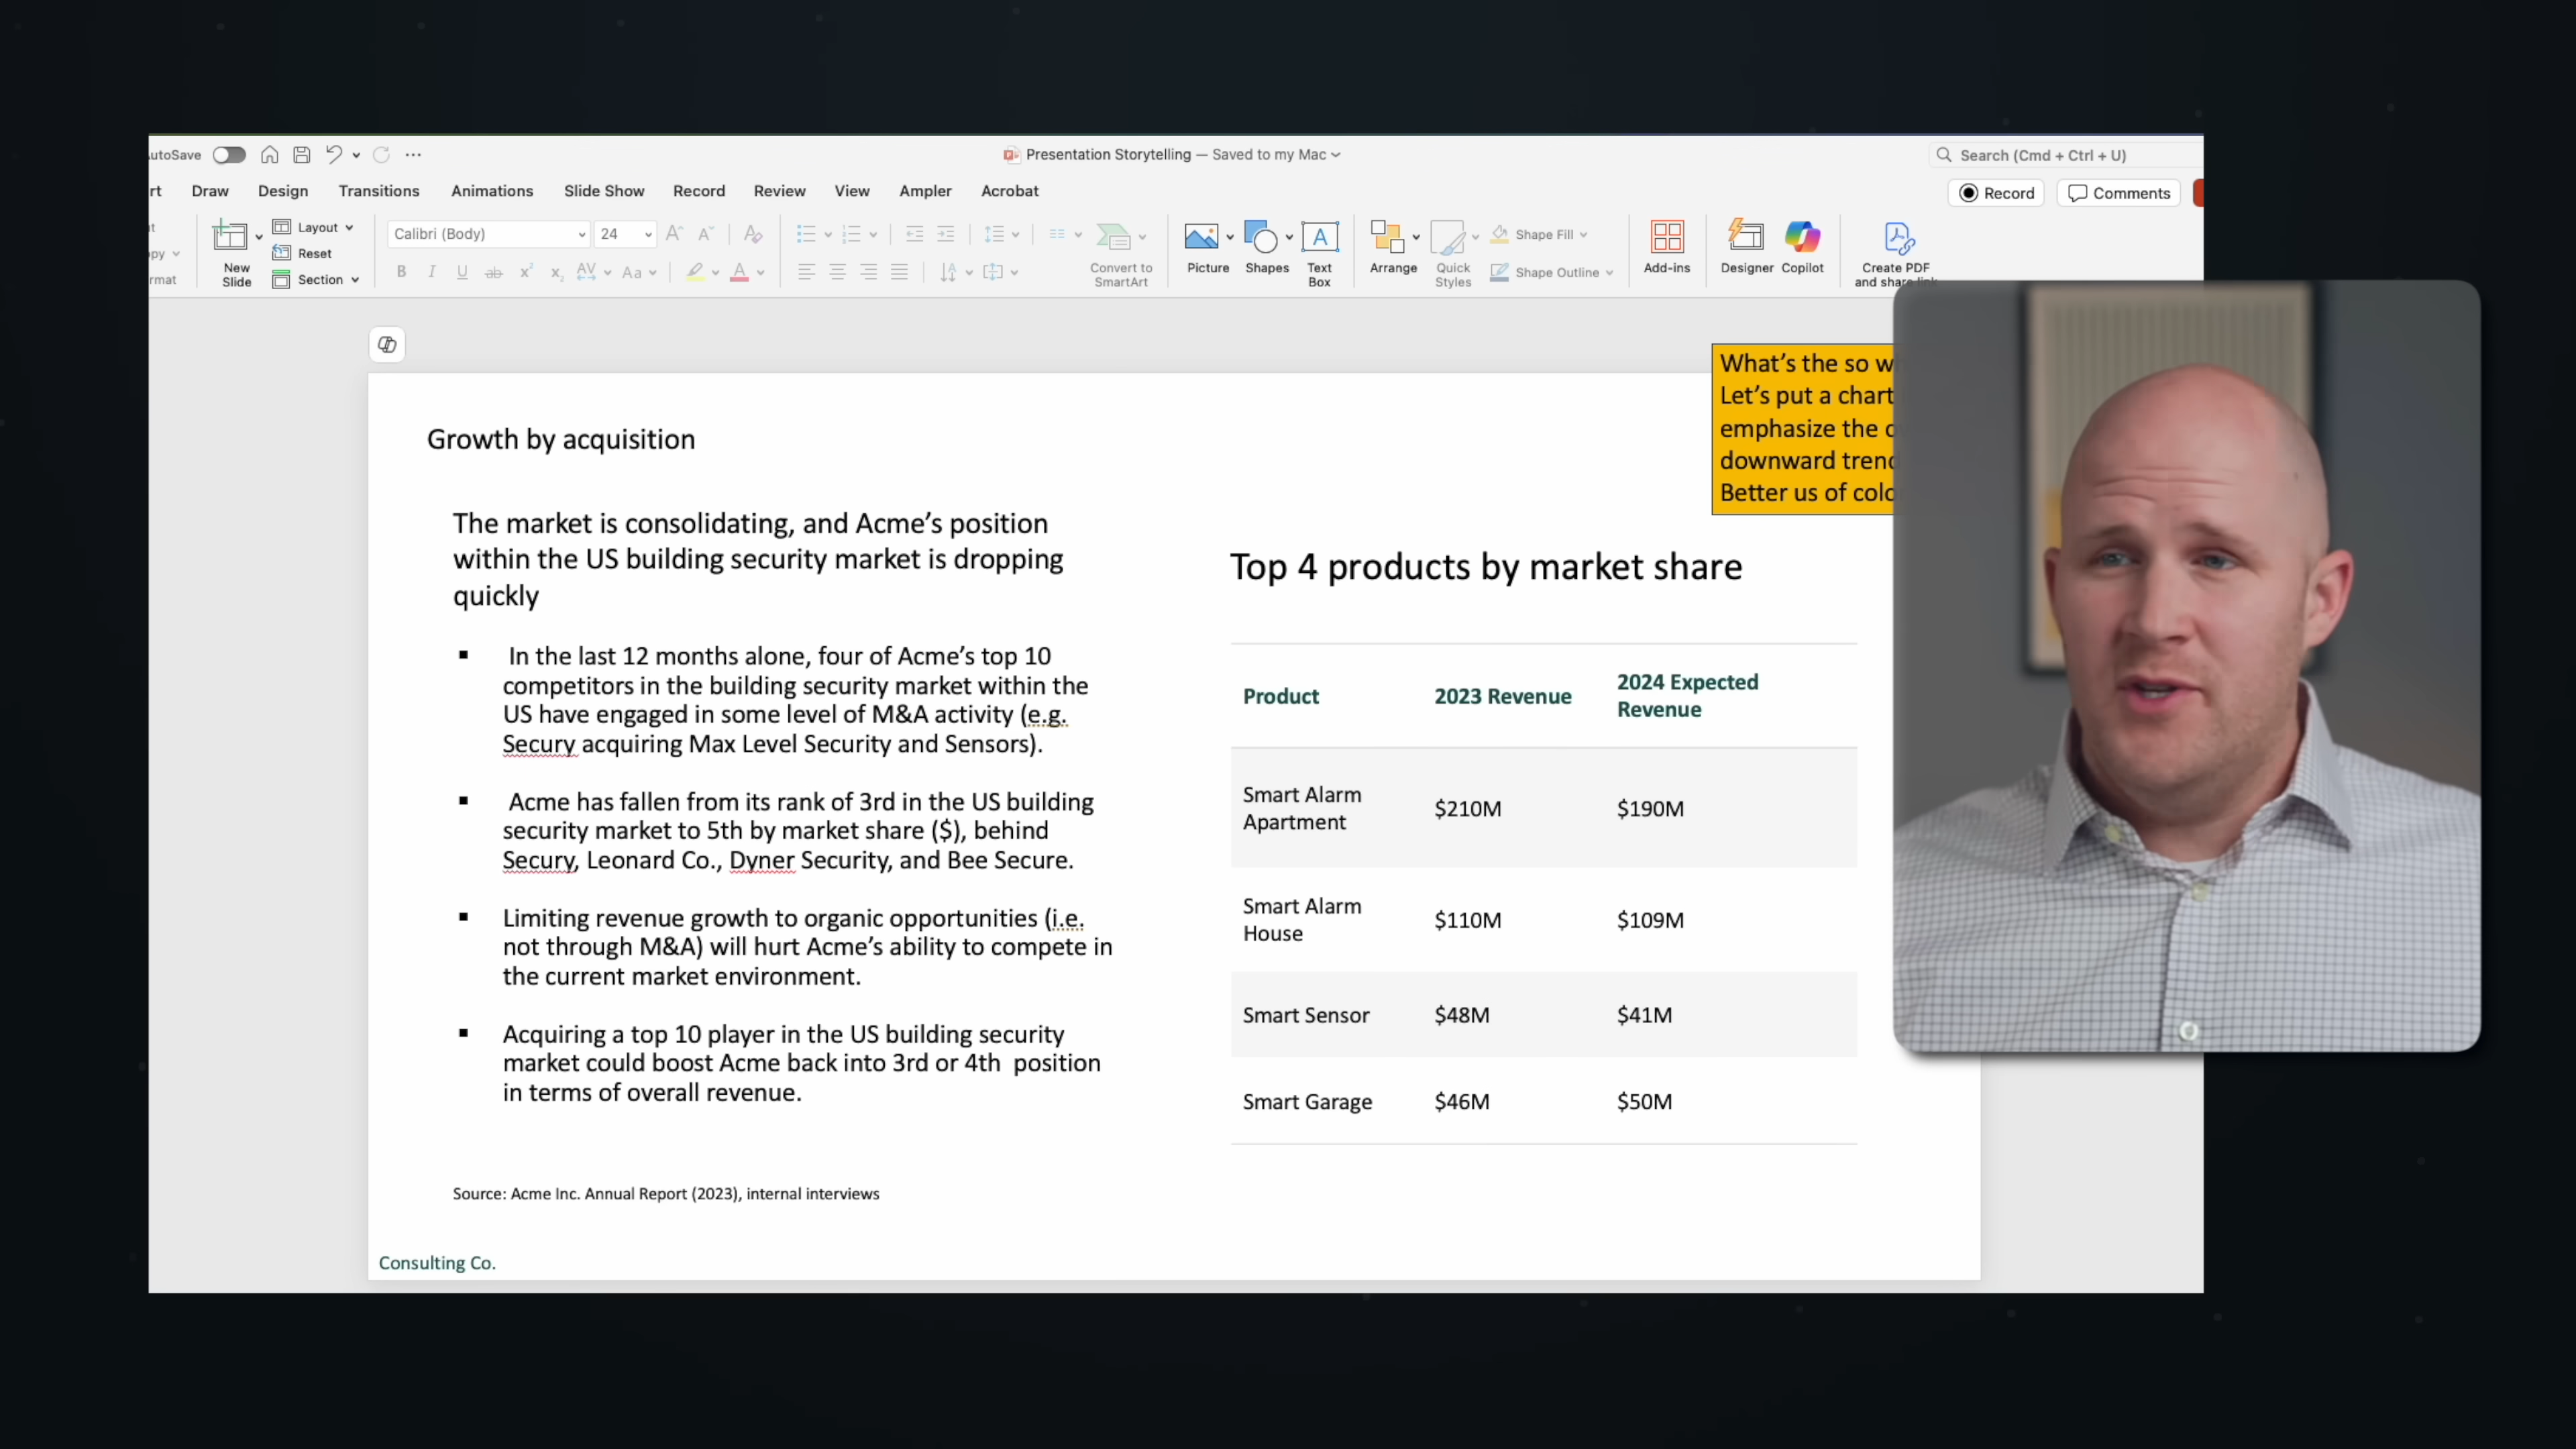 AutoSave
Presentation Storytelling — Saved to my Mac
Search (Cmd + Ctrl + U)
Draw Design Transitions Animations Slide Show Record Review View Ampler Acrobat
Record Comments
Layout
Reset
Section
New
Slide
Calibri (Body) 24
Convert to
SmartArt
Picture
Shapes
Text
Box
Arrange
Quick
Styles
Shape Fill
Shape Outline
Add-ins
Designer
Copilot
Create PDF
and share link
What's the so
Let's put a chart
emphasize the
downward trend
Better us of
Growth by acquisition
The market is consolidating, and Acme's position
within the US building security market is dropping
quickly
▪ In the last 12 months alone, four of Acme's top 10
competitors in the building security market within the
US have engaged in some level of M&A activity (e.g.
Secury acquiring Max Level Security and Sensors).
▪ Acme has fallen from its rank of 3rd in the US building
security market to 5th by market share ($), behind
Secury, Leonard Co., Dyner Security, and Bee Secure.
▪ Limiting revenue growth to organic opportunities (i.e.
not through M&A) will hurt Acme's ability to compete in
the current market environment.
▪ Acquiring a top 10 player in the US building security
market could boost Acme back into 3rd or 4th position
in terms of overall revenue.
Top 4 products by market share
Product 2023 Revenue 2024 Expected
Revenue
Smart Alarm
Apartment $210M $190M
Smart Alarm
House $110M $109M
Smart Sensor $48M $41M
Smart Garage $46M $50M
Source: Acme Inc. Annual Report (2023), internal interviews
Consulting Co.